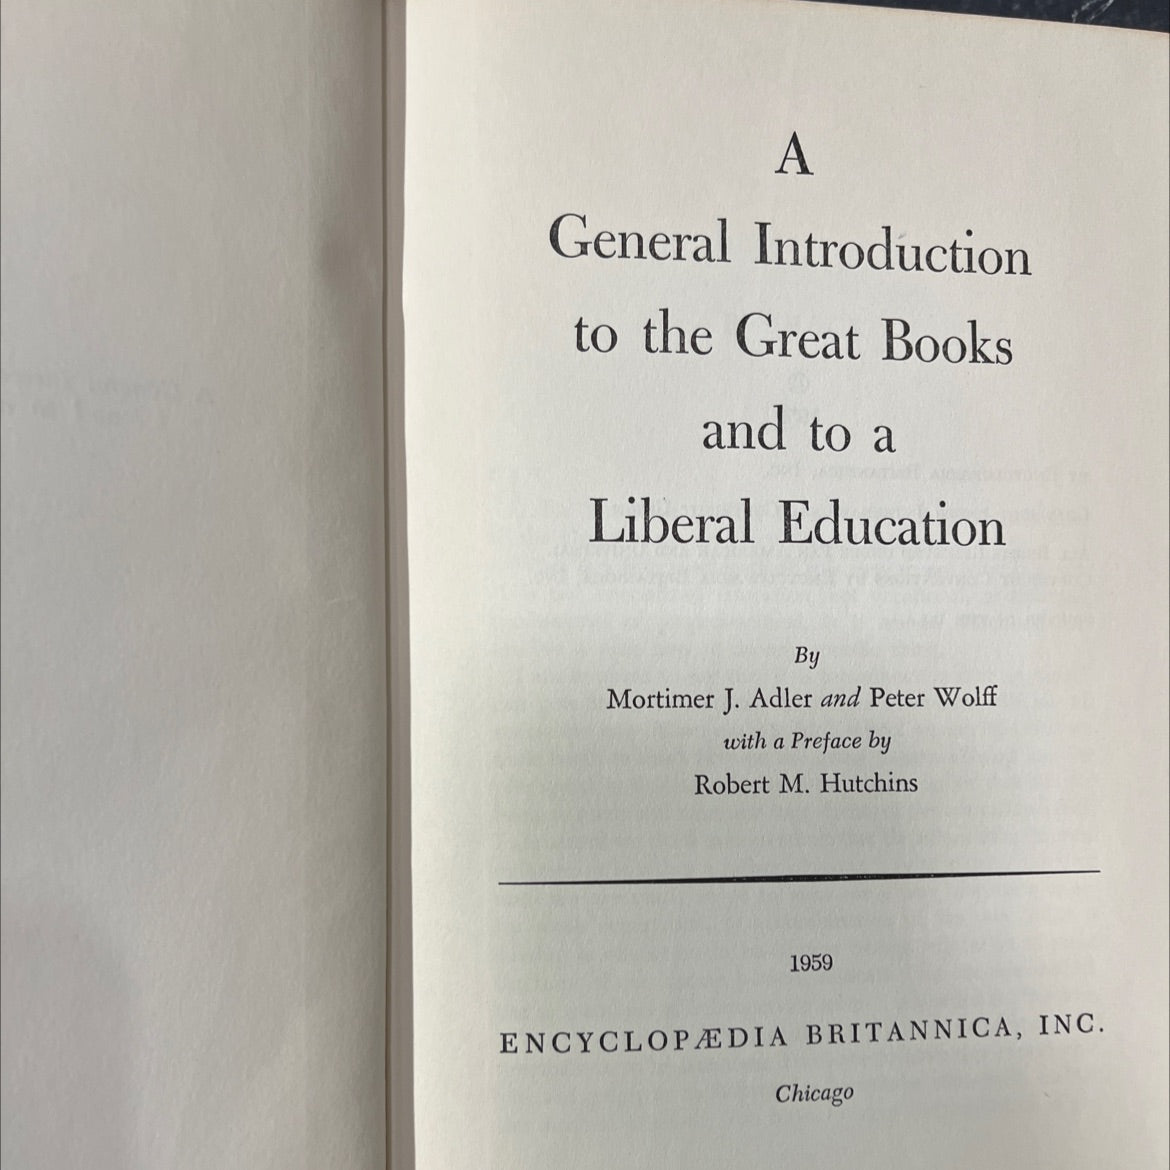 A
General Introduction
to the Great Books
and to a
Liberal Education
By
Mortimer J. Adler and Peter Wolff
with a Preface by
Robert M. Hutchins
1959
ENCYCLOPÆDIA BRITANNICA, INC.
Chicago